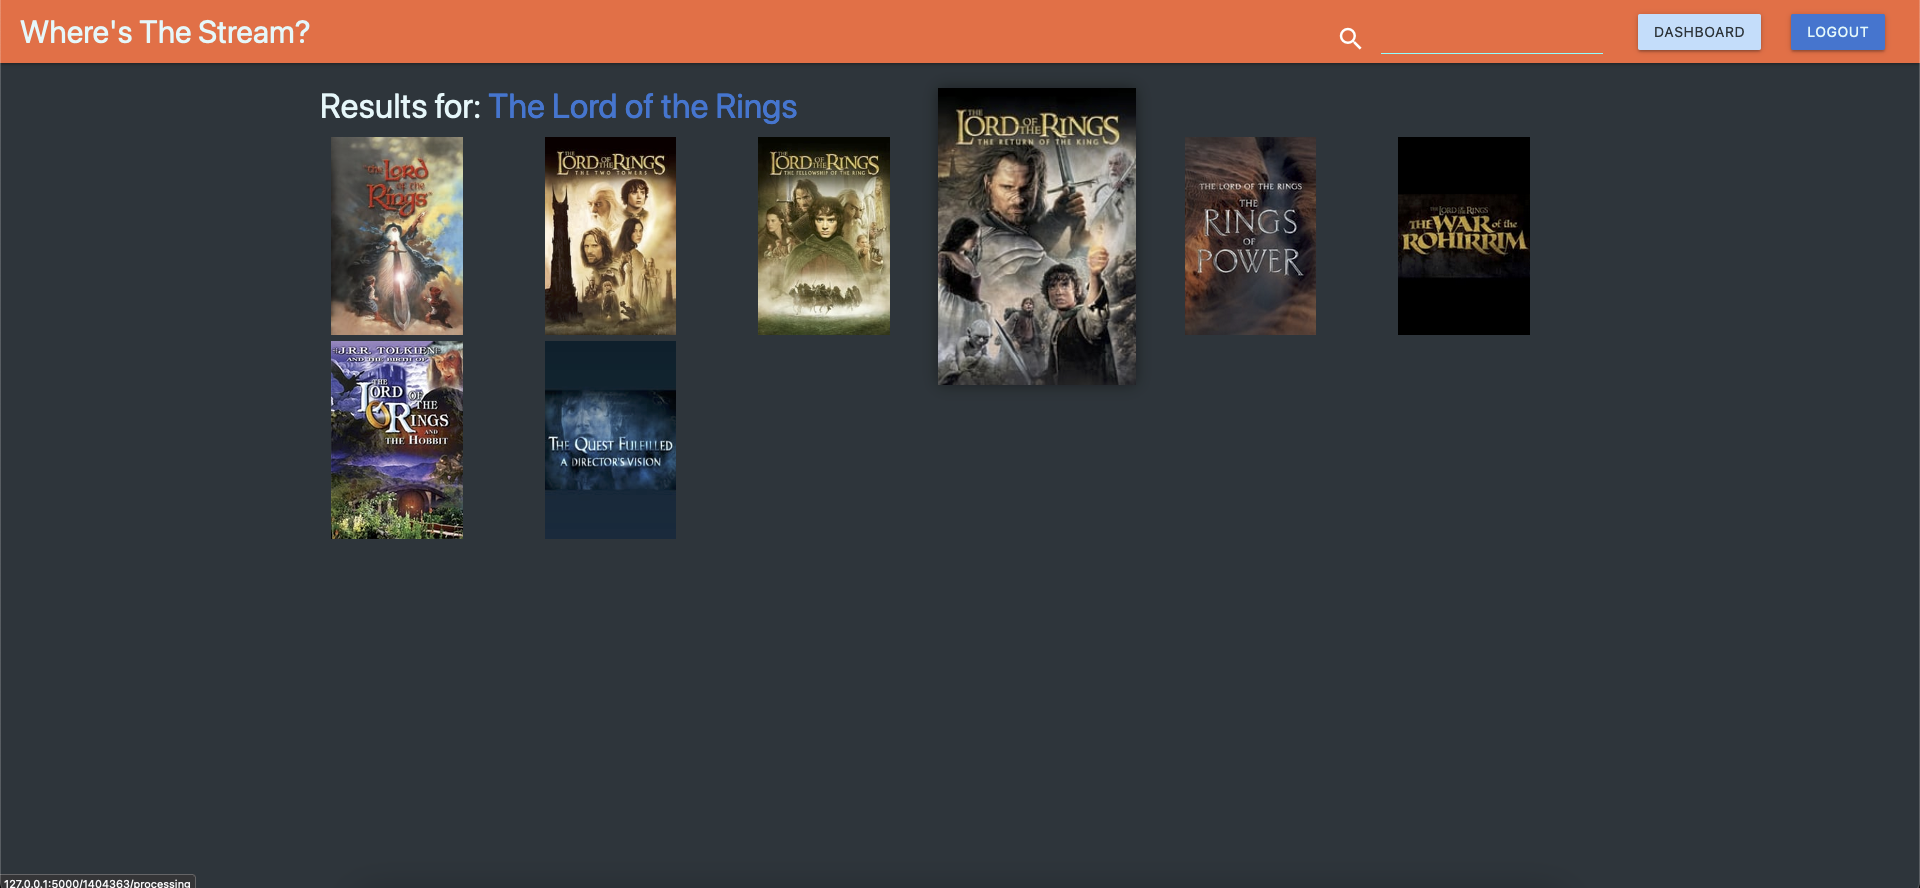 Where's The Stream?
DASHBOARD
LOGOUT
Results for: The Lord of the Rings
The Lord
of the
Rings
THE
LORD OF THE RINGS
THE TWO TOWERS
THE
LORD OF THE RINGS
THE FELLOWSHIP OF THE RING
THE
LORD OF THE RINGS
THE RETURN OF THE KING
THE LORD OF THE RINGS
THE
RINGS
OF
POWER
THE LORD OF THE RINGS
THE WAR of the
ROHIRRIM
J.R.R. TOLKIEN
AND THE BIRTH OF
THE
LORD OF
THE
RINGS
AND
THE HOBBIT
THE QUEST FULFILLED
A DIRECTOR'S VISION
127.0.0.1:5000/1404363/processing